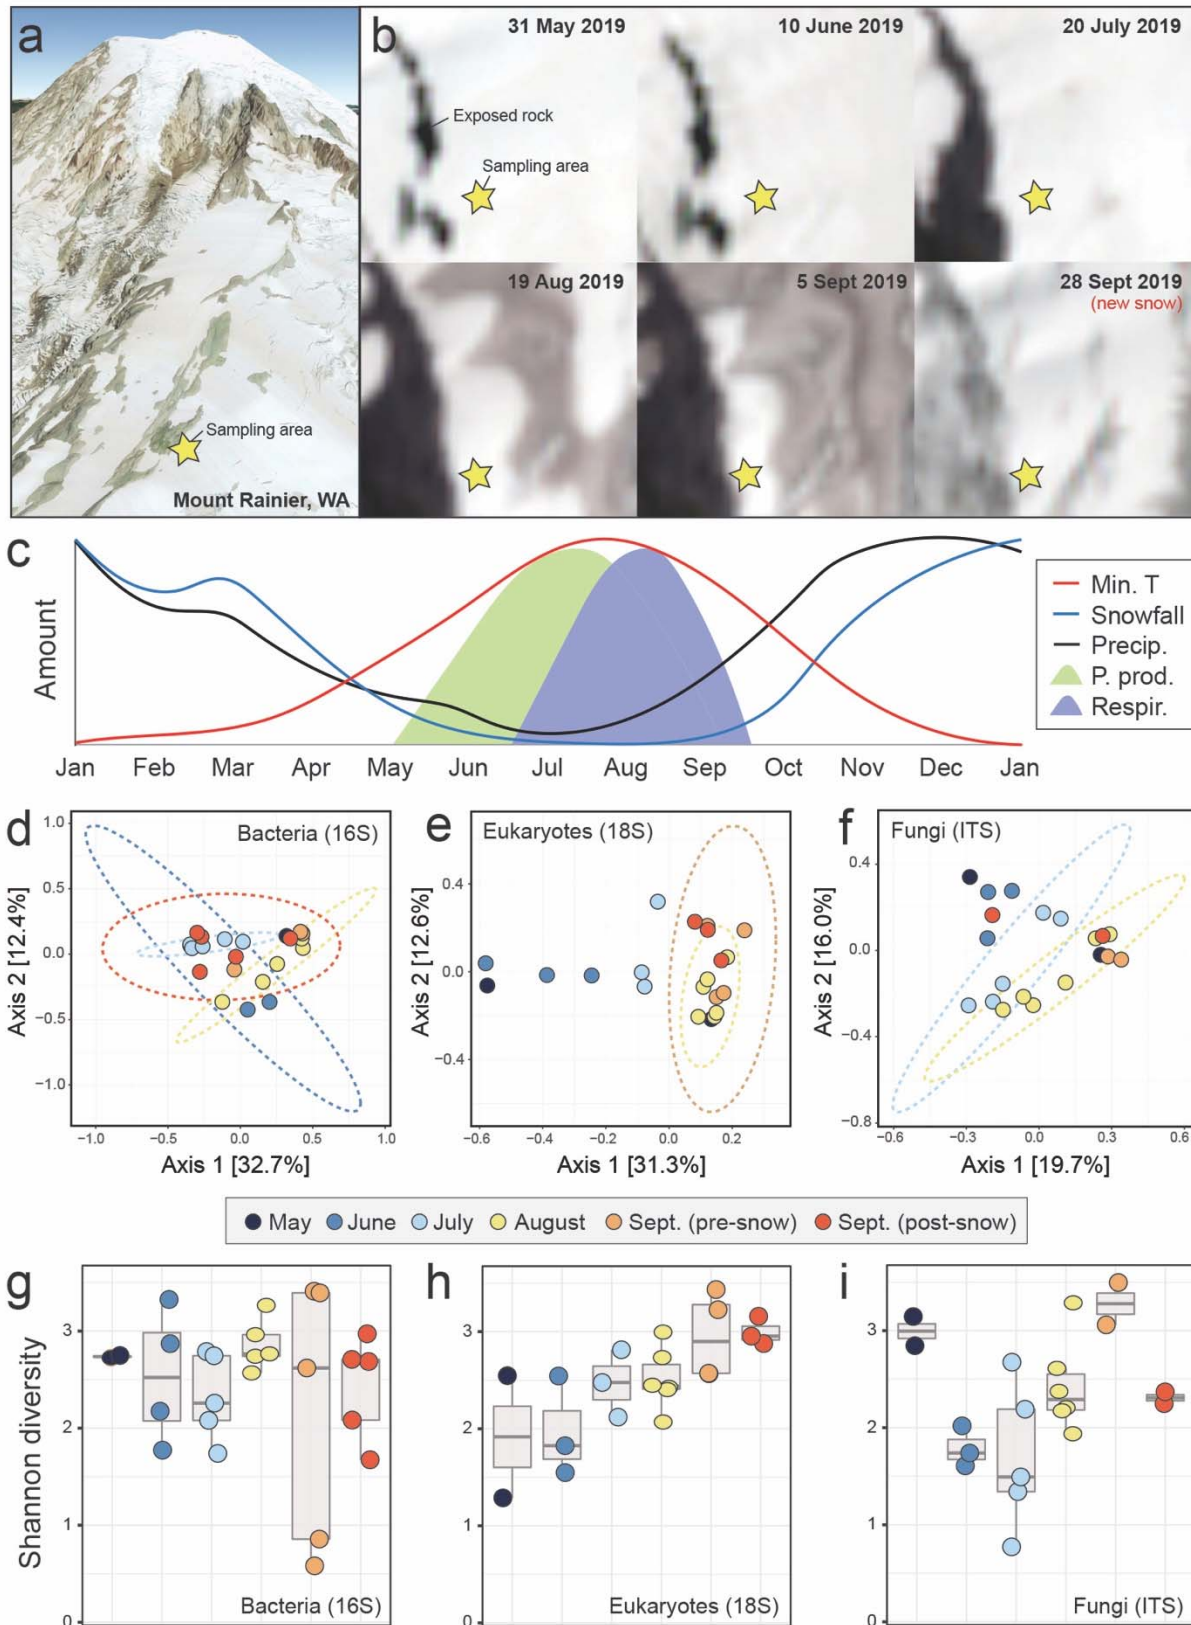 a
Sampling area
Mount Rainier, WA
b
31 May 2019
Exposed rock
Sampling area
10 June 2019
20 July 2019
19 Aug 2019
5 Sept 2019
28 Sept 2019
(new snow)
c
Amount
Jan Feb Mar Apr May Jun Jul Aug Sep Oct Nov Dec Jan
Min. T
Snowfall
Precip.
P. prod.
Respir.
d
Bacteria (16S)
Axis 2 [12.4%]
1.0
0.5
0.0
−0.5
−1.0
−1.0 −0.5 0.0 0.5 1.0
Axis 1 [32.7%]
e
Eukaryotes (18S)
Axis 2 [12.6%]
0.4
0.0
−0.4
−0.6 −0.4 −0.2 0.0 0.2
Axis 1 [31.3%]
f
Fungi (ITS)
Axis 2 [16.0%]
0.4
0.0
−0.4
−0.8
−0.6 −0.3 0.0 0.3 0.6
Axis 1 [19.7%]
May June July August Sept. (pre-snow) Sept. (post-snow)
Shannon diversity
g
3
2
1
0
Bacteria (16S)
h
3
2
1
0
Eukaryotes (18S)
i
3
2
1
0
Fungi (ITS)